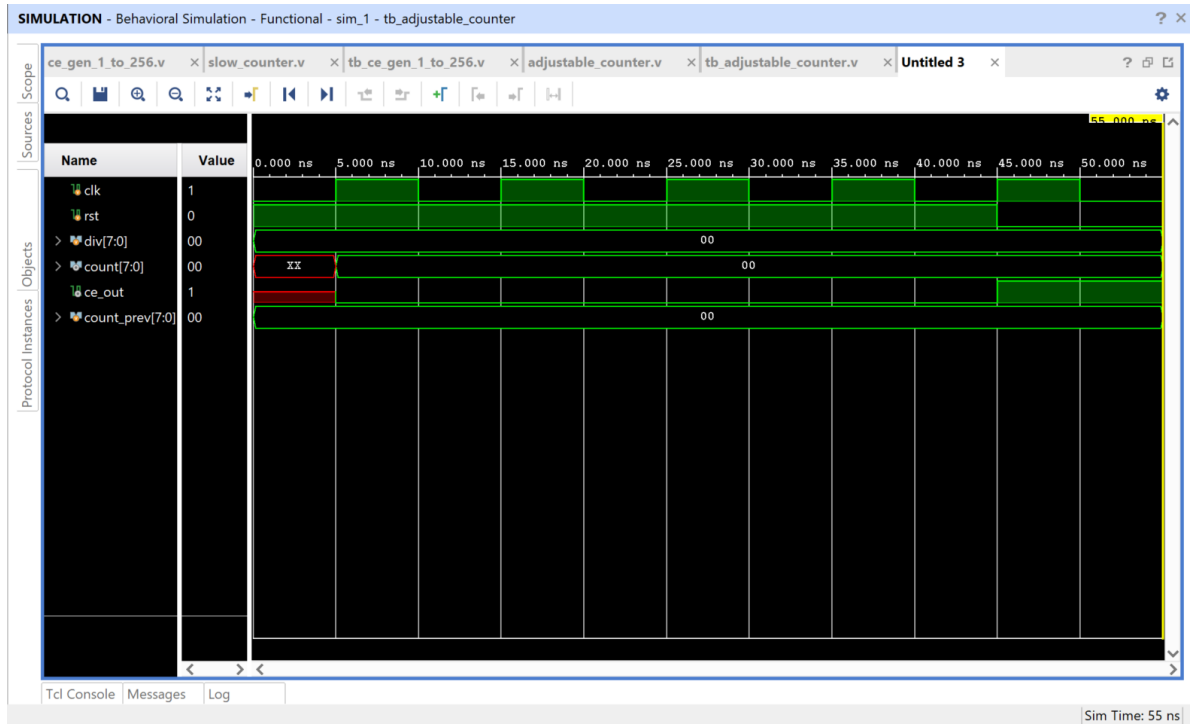 SIMULATION - Behavioral Simulation - Functional - sim_1 - tb_adjustable_counter ? ×
ce_gen_1_to_256.v × slow_counter.v × tb_ce_gen_1_to_256.v × adjustable_counter.v × tb_adjustable_counter.v × Untitled 3 × ?
Scope
Sources
Objects
Protocol Instances
55.000 ns
Name Value 0.000 ns 5.000 ns 10.000 ns 15.000 ns 20.000 ns 25.000 ns 30.000 ns 35.000 ns 40.000 ns 45.000 ns 50.000 ns
clk 1
rst 0
div[7:0] 00 00
count[7:0] 00 XX 00
ce_out 1
count_prev[7:0] 00 00
Tcl Console Messages Log
Sim Time: 55 ns